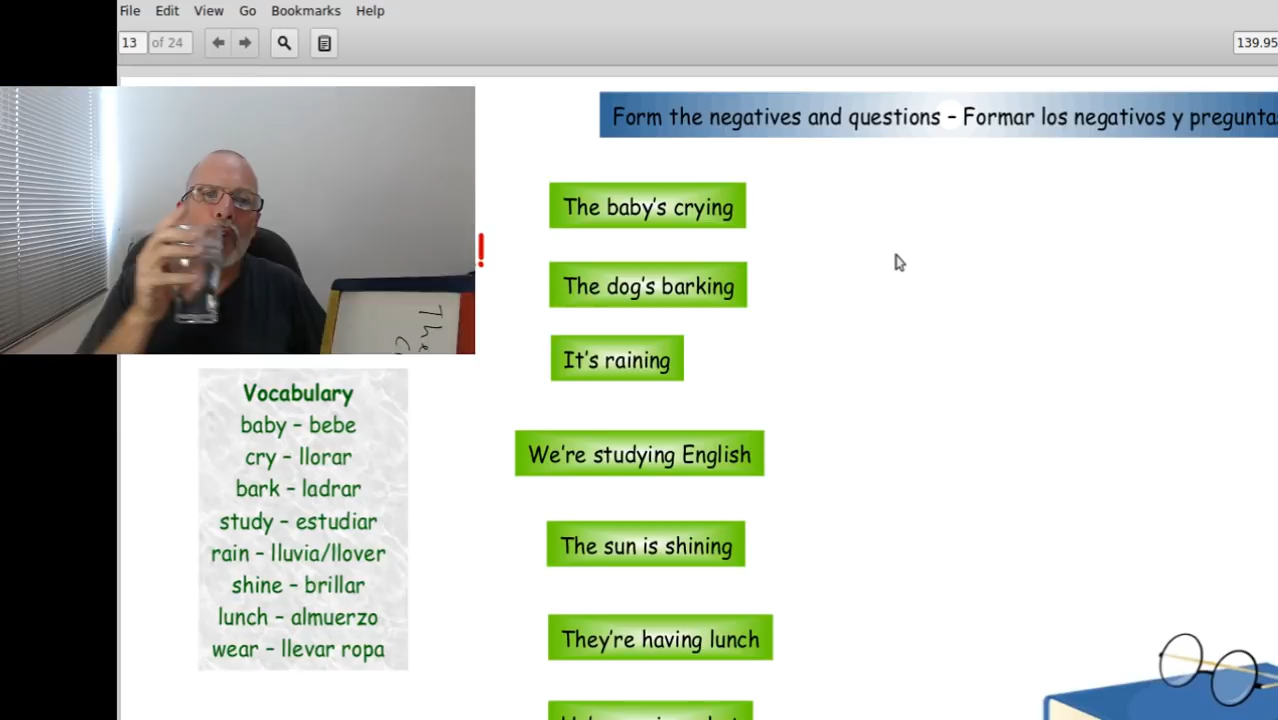 File Edit View Go Bookmarks Help
13 of 24
139.95
Form the negatives and questions – Formar los negativos y pregunta
!
The baby's crying
The dog's barking
It's raining
We're studying English
The sun is shining
They're having lunch
The
Vocabulary
baby – bebe
cry – llorar
bark – ladrar
study – estudiar
rain – lluvia/llover
shine – brillar
lunch – almuerzo
wear – llevar ropa